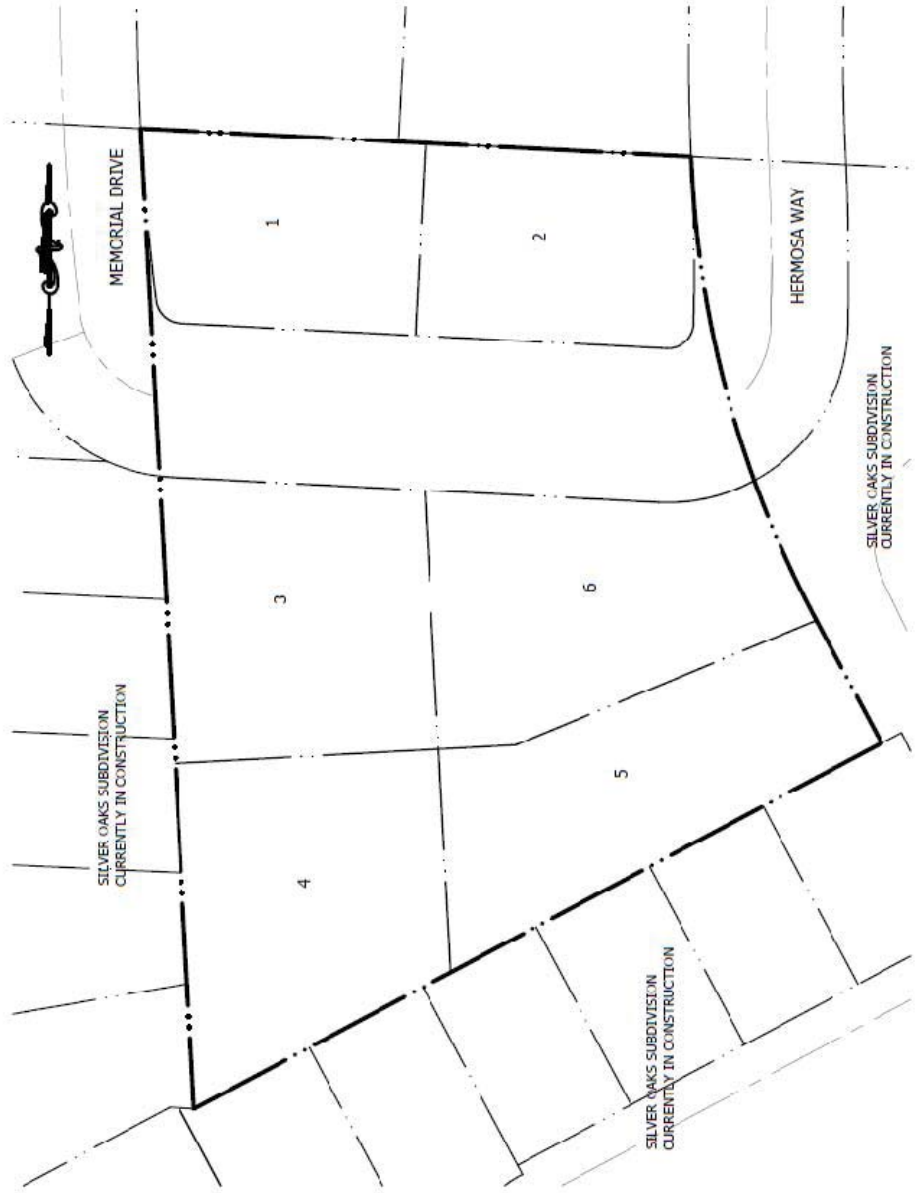 MEMORIAL DRIVE
1
2
HERMOSA WAY
SILVER OAKS SUBDIVISION
CURRENTLY IN CONSTRUCTION
3
6
SILVER OAKS SUBDIVISION
CURRENTLY IN CONSTRUCTION
5
4
SILVER OAKS SUBDIVISION
CURRENTLY IN CONSTRUCTION